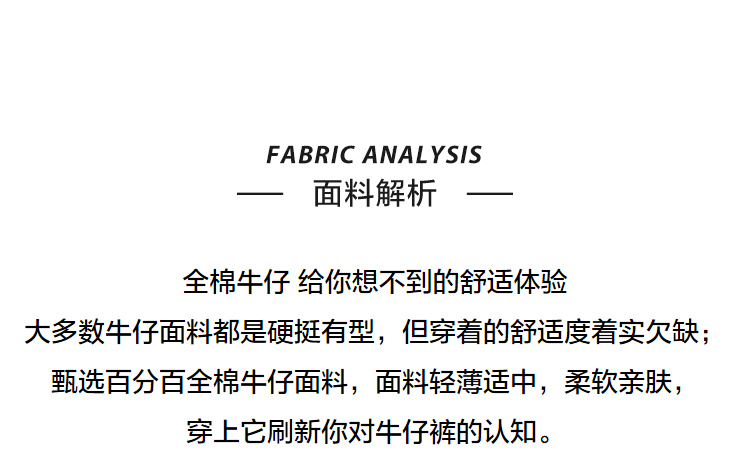 FABRIC ANALYSIS
面料解析
全棉牛仔 给你想不到的舒适体验
大多数牛仔面料都是硬挺有型，但穿着的舒适度着实欠缺；
甄选百分百全棉牛仔面料，面料轻薄适中，柔软亲肤，
穿上它刷新你对牛仔裤的认知。